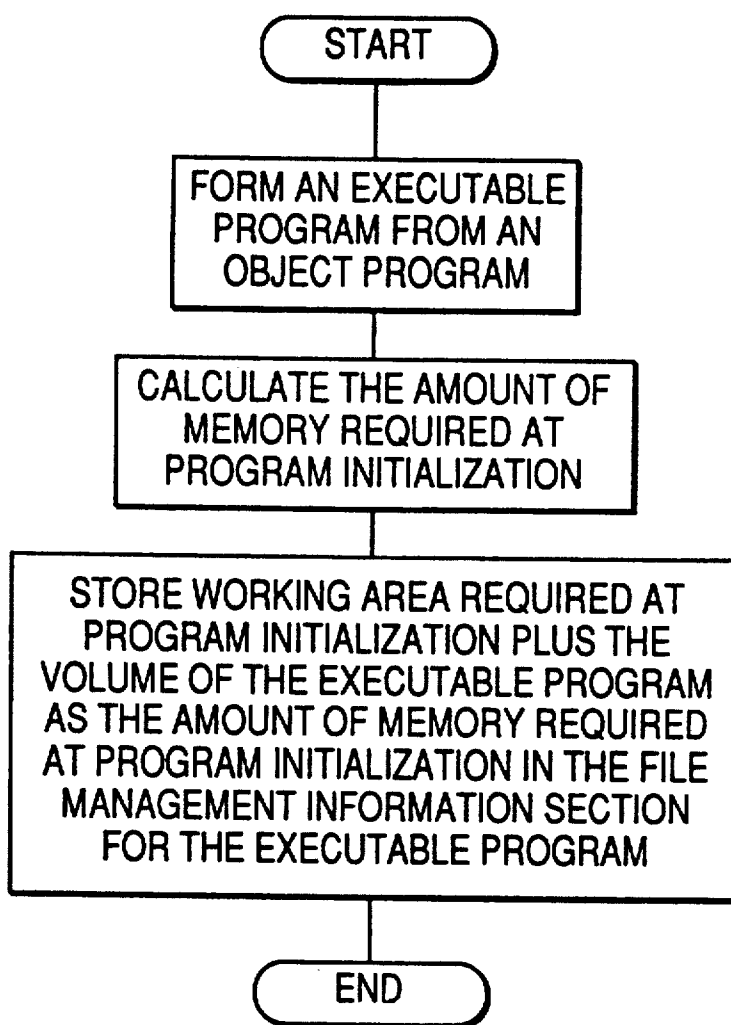 START
FORM AN EXECUTABLE
PROGRAM FROM AN
OBJECT PROGRAM
CALCULATE THE AMOUNT OF
MEMORY REQUIRED AT
PROGRAM INITIALIZATION
STORE WORKING AREA REQUIRED AT
PROGRAM INITIALIZATION PLUS THE
VOLUME OF THE EXECUTABLE PROGRAM
AS THE AMOUNT OF MEMORY REQUIRED
AT PROGRAM INITIALIZATION IN THE FILE
MANAGEMENT INFORMATION SECTION
FOR THE EXECUTABLE PROGRAM
END